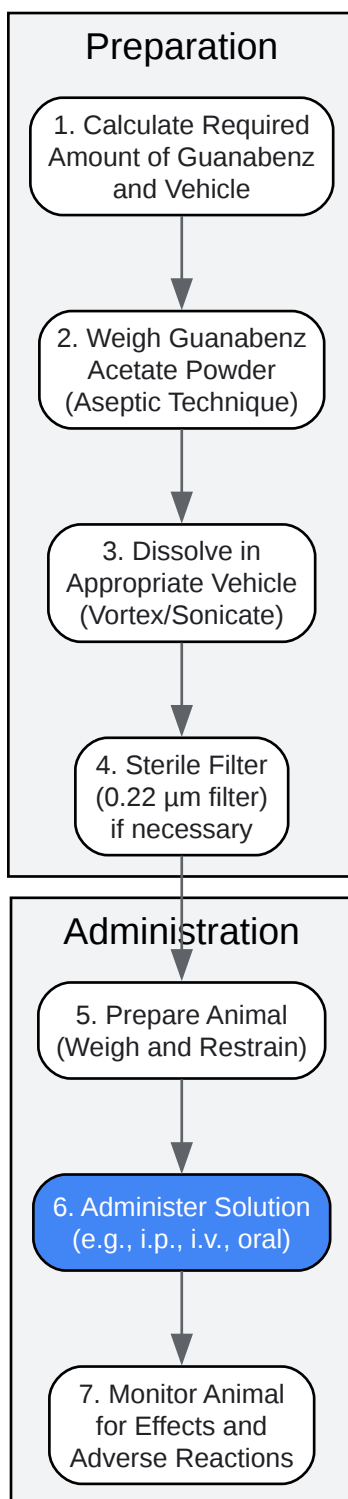 Preparation
1. Calculate Required
Amount of Guanabenz
and Vehicle
2. Weigh Guanabenz
Acetate Powder
(Aseptic Technique)
3. Dissolve in
Appropriate Vehicle
(Vortex/Sonicate)
4. Sterile Filter
(0.22 µm filter)
if necessary
Administration
5. Prepare Animal
(Weigh and Restrain)
6. Administer Solution
(e.g., i.p., i.v., oral)
7. Monitor Animal
for Effects and
Adverse Reactions